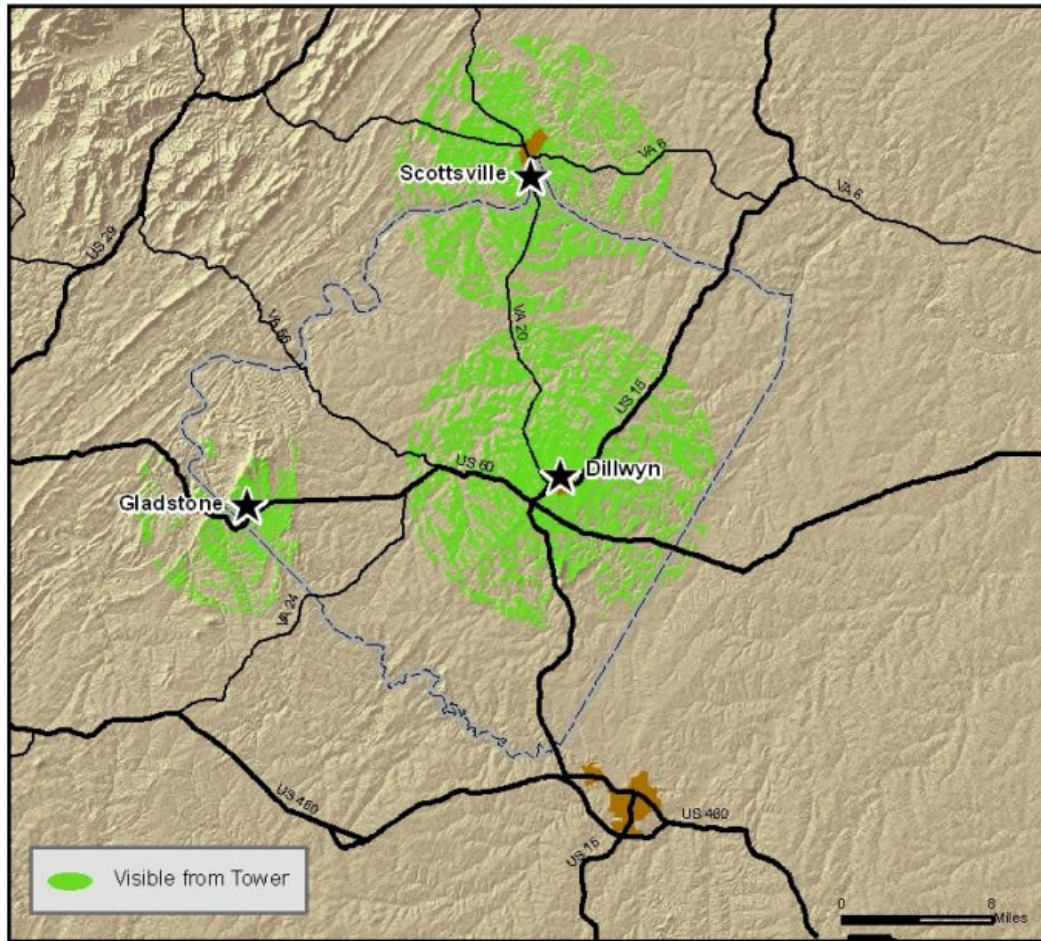 Scottsville
VA 6
VA 6
US 29
VA 20
VA 56
US 15
US 60
Dillwyn
Gladstone
VA 24
US 460
US 460
US 15
Visible from Tower
0 8
Miles